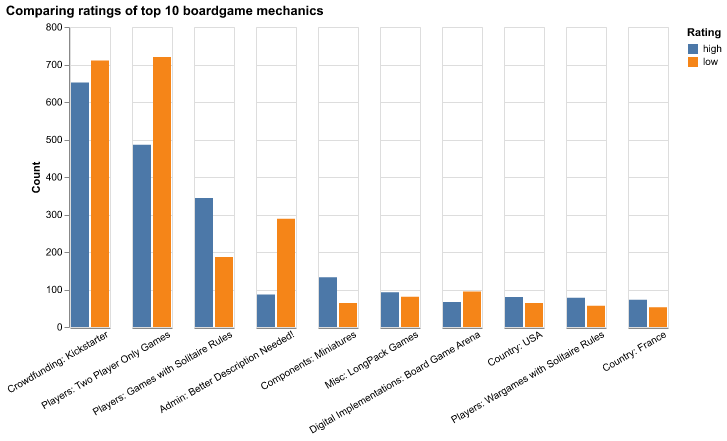 Comparing ratings of top 10 boardgame mechanics
Rating
high
low
Count
800
700
600
500
400
300
200
100
0
Crowdfunding: Kickstarter
Players: Two Player Only Games
Players: Games with Solitaire Rules
Admin: Better Description Needed!
Components: Miniatures
Misc: LongPack Games
Digital Implementations: Board Game Arena
Country: USA
Players: Wargames with Solitaire Rules
Country: France